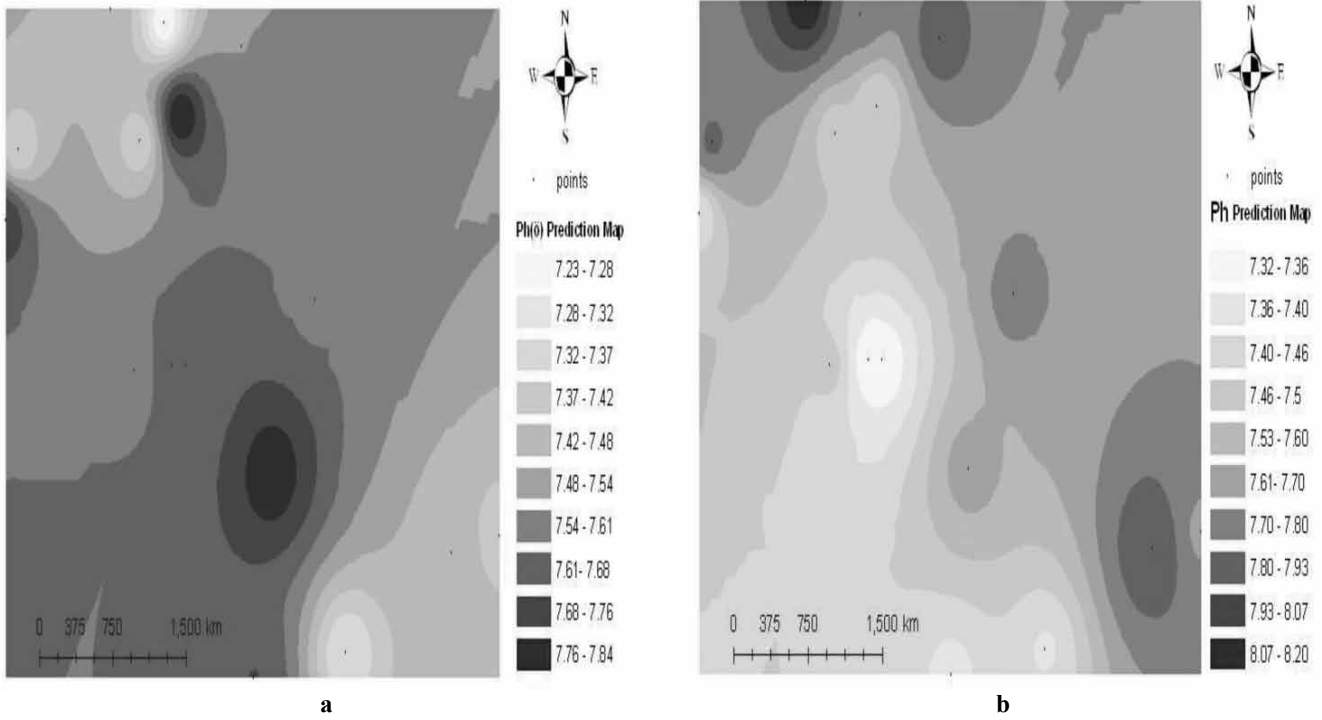 N
W E
S
points
Ph(ö) Prediction Map
7.23 - 7.28
7.28 - 7.32
7.32 - 7.37
7.37 - 7.42
7.42 - 7.48
7.48 - 7.54
7.54 - 7.61
7.61- 7.68
7.68 - 7.76
7.76 - 7.84
0 375 750 1,500 km
a
N
W E
S
points
Ph Prediction Map
7.32 - 7.36
7.36 - 7.40
7.40 - 7.46
7.46 - 7.5
7.53 - 7.60
7.61- 7.70
7.70 - 7.80
7.80 - 7.93
7.93 - 8.07
8.07 - 8.20
0 375 750 1,500 km
b